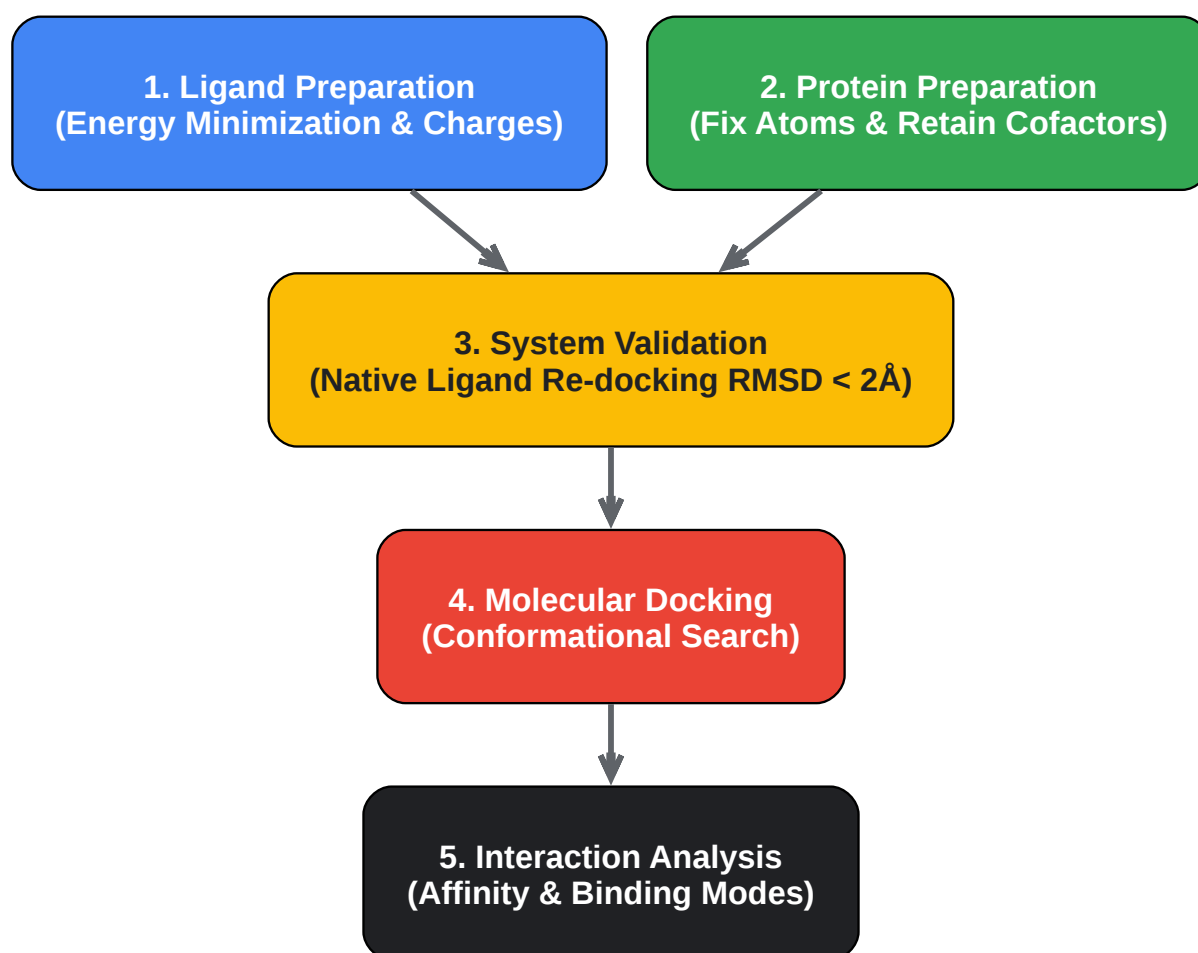 1. Ligand Preparation
(Energy Minimization & Charges)
2. Protein Preparation
(Fix Atoms & Retain Cofactors)
3. System Validation
(Native Ligand Re-docking RMSD < 2Å)
4. Molecular Docking
(Conformational Search)
5. Interaction Analysis
(Affinity & Binding Modes)